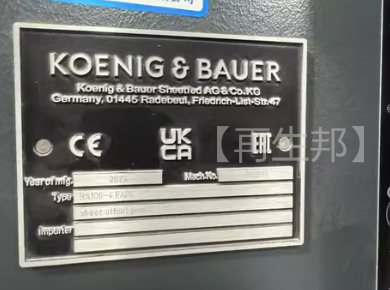 KOENIG & BAUER
Koenig & Bauer Sheetfed AG & Co.KG
Germany, 01445 Radebeul, Friedrich-List-Str.47
CE UK CA EAC
【再生邦】
Year of mfg. Mach.No.
Type
Importer